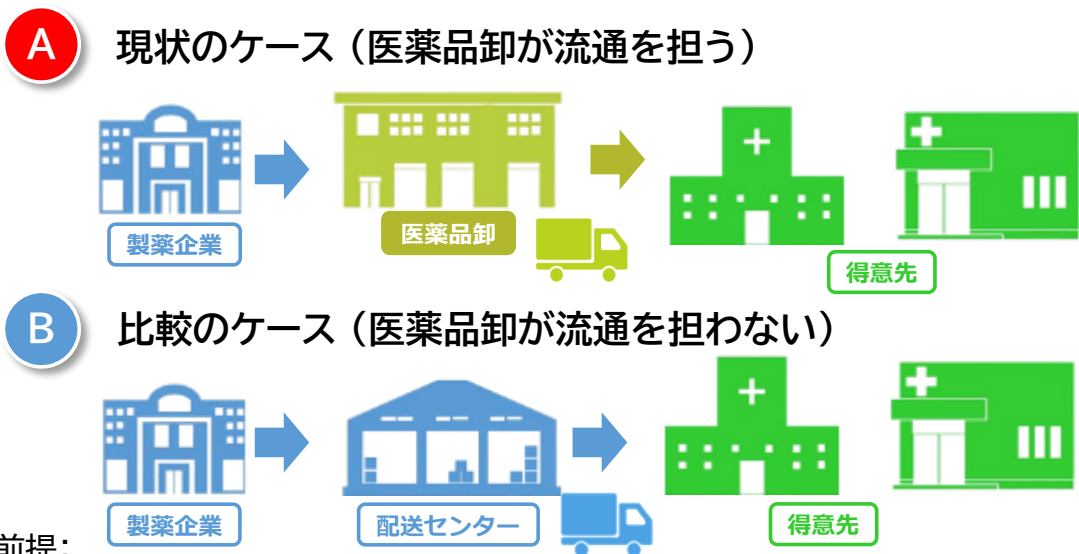 A
現状のケース（医薬品卸が流通を担う）
製薬企業
医薬品卸
得意先
B
比較のケース（医薬品卸が流通を担わない）
製薬企業
配送センター
得意先
前提：